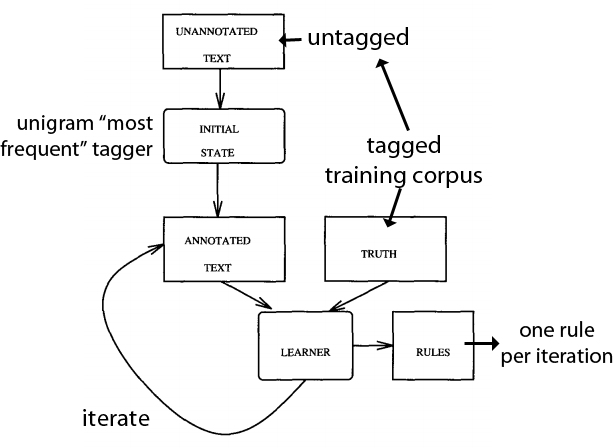 UNANNOTATED
TEXT
untagged
unigram “most
frequent” tagger
INITIAL
STATE
tagged
training corpus
ANNOTATED
TEXT
TRUTH
LEARNER
RULES
one rule
per iteration
iterate